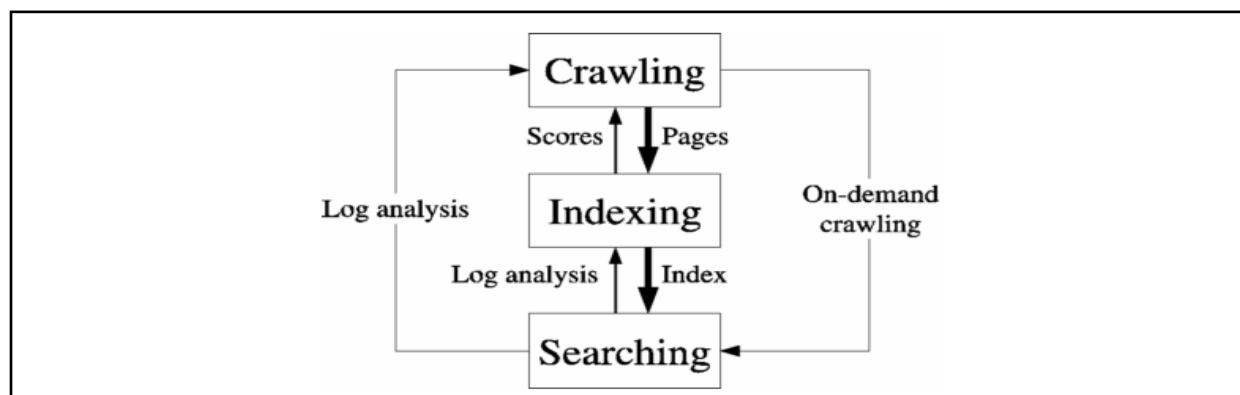 Crawling
Scores
Pages
Log analysis
Indexing
On-demand
crawling
Log analysis
Index
Searching